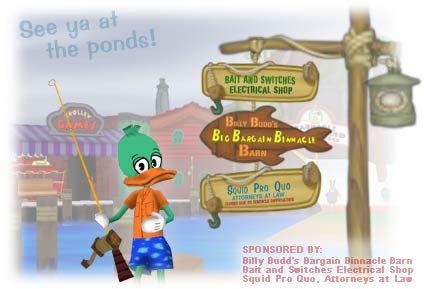 See ya at
the ponds!
BAIT AND SWITCHES
ELECTRICAL SHOP
BILLY BUDD'S
BIG BARGAIN BINNACLE
BARN
TROLLEY
GAMES
SQUID PRO QUO
ATTORNEYS AT LAW
SPONSORED BY:
Billy Budd's Bargain Binnacle Barn
Bait and Switches Electrical Shop
Squid Pro Quo, Attorneys at Law